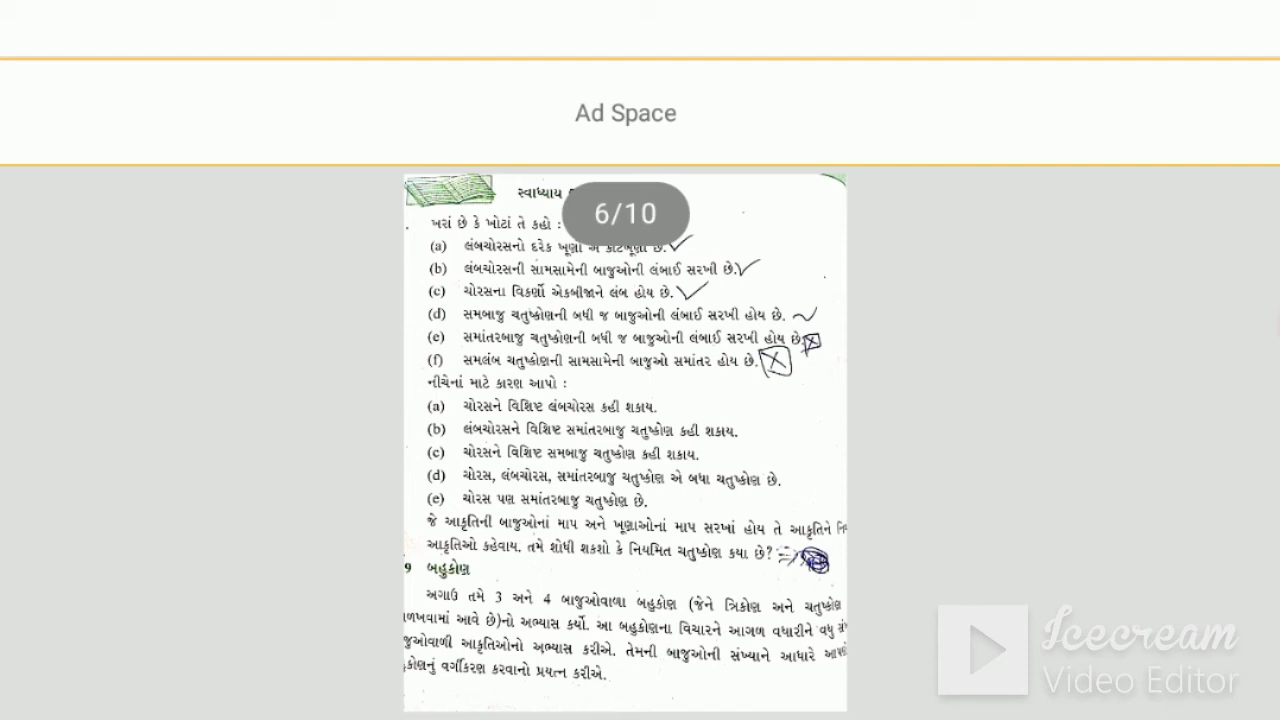 Ad Space
સ્વાધ્યાય
6/10
ખરાં છે કે ખોટાં તે કહો :
(a) લંબચોરસનો દરેક ખૂણો એ કાટખૂણો છે.
(b) લંબચોરસની સામસામેની બાજુઓની લંબાઈ સરખી છે.
(c) ચોરસના વિકર્ણો એકબીજાને લંબ હોય છે.
(d) સમબાજુ ચતુષ્કોણની બધી જ બાજુઓની લંબાઈ સરખી હોય છે.
(e) સમાંતરબાજુ ચતુષ્કોણની બધી જ બાજુઓની લંબાઈ સરખી હોય છે.
(f) સમલંબ ચતુષ્કોણની સામસામેની બાજુઓ સમાંતર હોય છે.
નીચેનાં માટે કારણ આપો :
(a) ચોરસને વિશિષ્ટ લંબચોરસ કહી શકાય.
(b) લંબચોરસને વિશિષ્ટ સમાંતરબાજુ ચતુષ્કોણ કહી શકાય.
(c) ચોરસને વિશિષ્ટ સમબાજુ ચતુષ્કોણ કહી શકાય.
(d) ચોરસ, લંબચોરસ, સમાંતરબાજુ ચતુષ્કોણ એ બધા ચતુષ્કોણ છે.
(e) ચોરસ પણ સમાંતરબાજુ ચતુષ્કોણ છે.
જે આકૃતિની બાજુઓનાં માપ અને ખૂણાઓનાં માપ સરખાં હોય તે આકૃતિને
આકૃતિઓ કહેવાય. તમે શોધી શકશો કે નિયમિત ચતુષ્કોણ કયા છે?
9 બહુકોણ
અગાઉ તમે 3 અને 4 બાજુઓવાળા બહુકોણ (જેને ત્રિકોણ અને ચતુષ્કોણ
ળખવામાં આવે છે)નો અભ્યાસ કર્યો. આ બહુકોણના વિચારને આગળ વધારીને વધુ
જુઓવાળી આકૃતિઓનો અભ્યાસ કરીએ. તેમની બાજુઓની સંખ્યાને આધારે
કોણનું વર્ગીકરણ કરવાનો પ્રયત્ન કરીએ.
Icecream
Video Editor